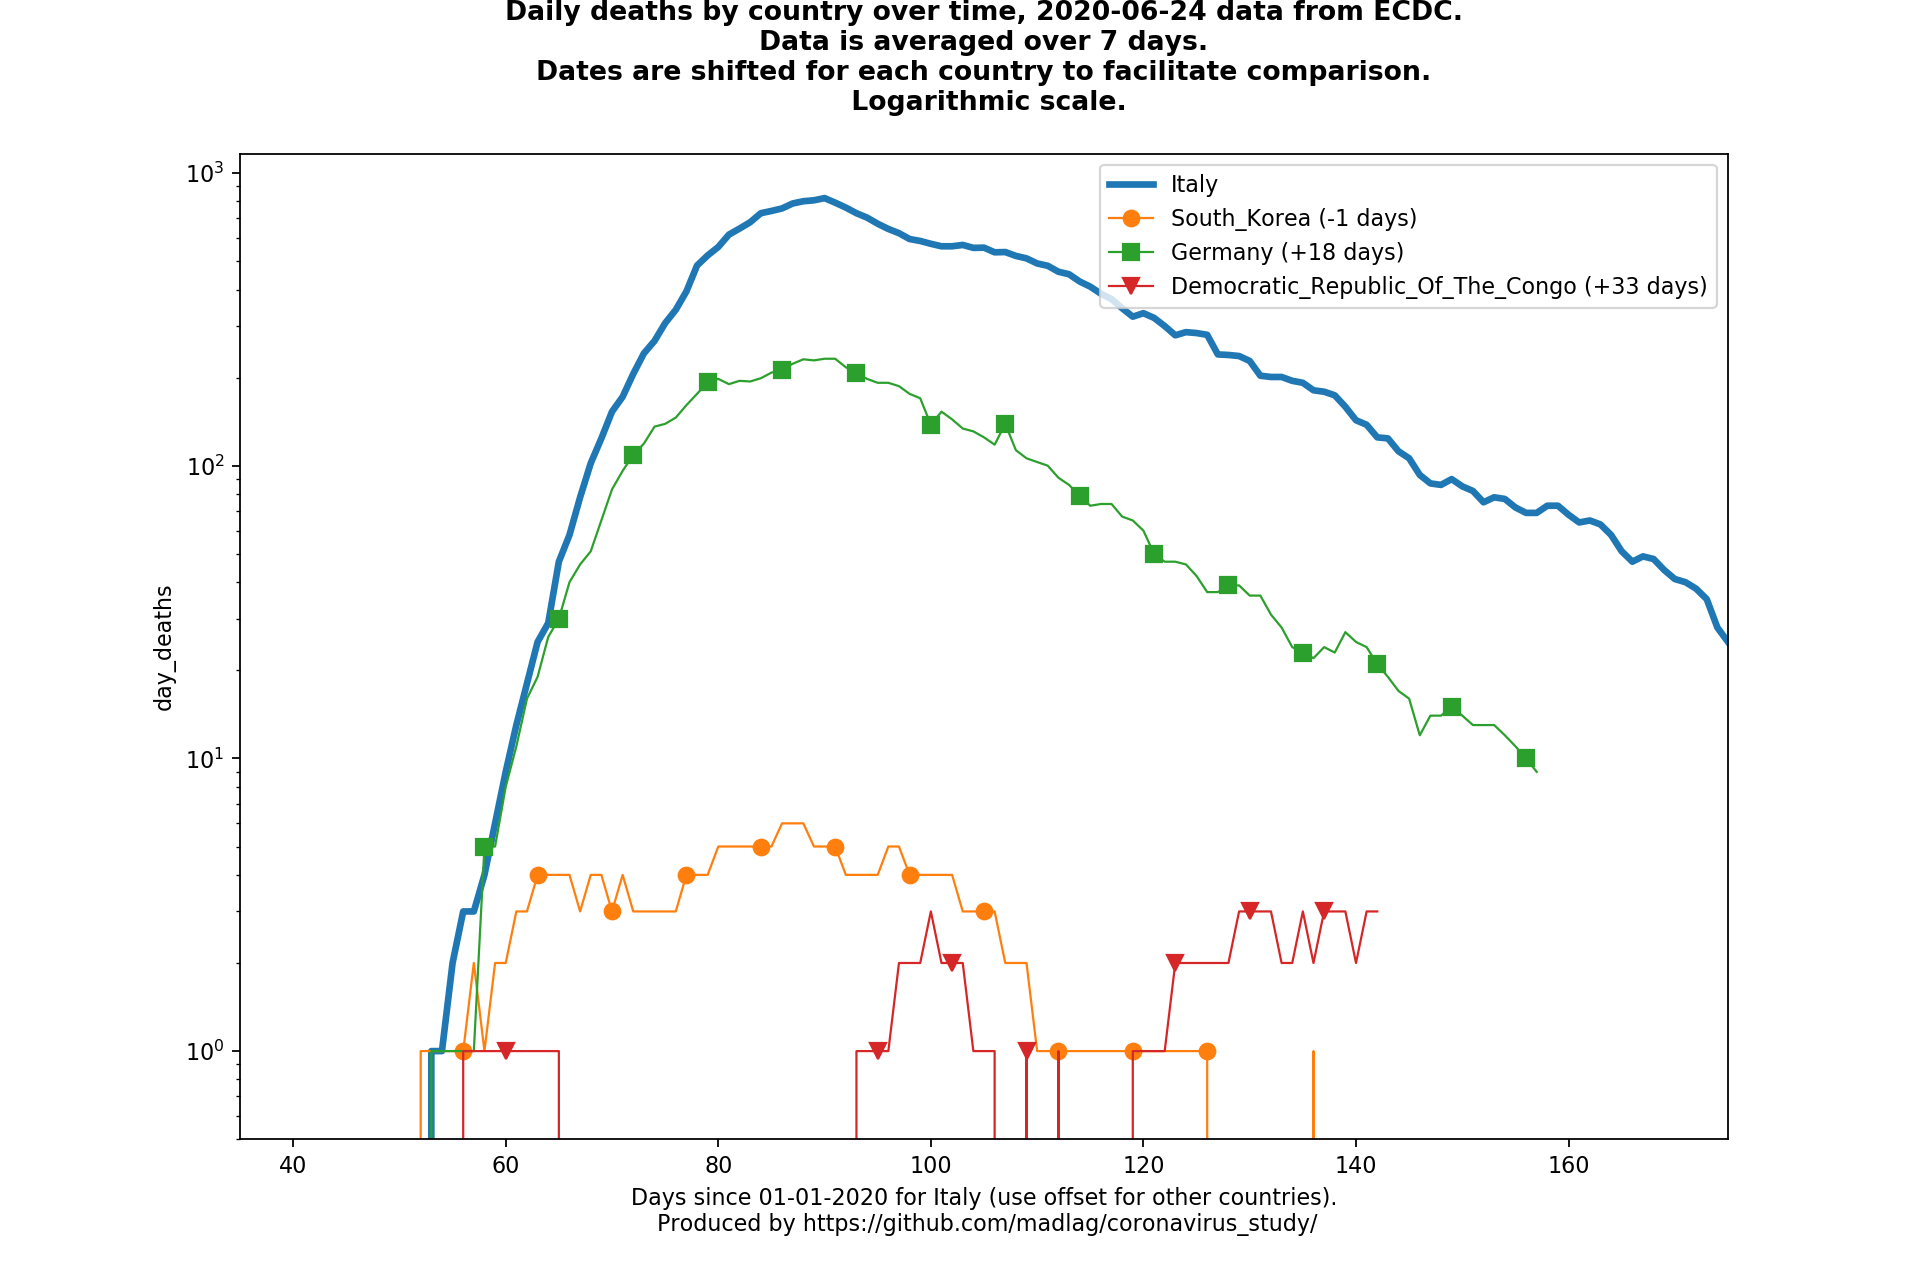 Daily deaths by country over time, 2020-06-24 data from ECDC.
Data is averaged over 7 days.
Dates are shifted for each country to facilitate comparison.
Logarithmic scale.
10³
Italy
South_Korea (-1 days)
Germany (+18 days)
Democratic_Republic_Of_The_Congo (+33 days)
10²
day_deaths
10¹
10⁰
40 60 80 100 120 140 160
Days since 01-01-2020 for Italy (use offset for other countries).
Produced by https://github.com/madlag/coronavirus_study/